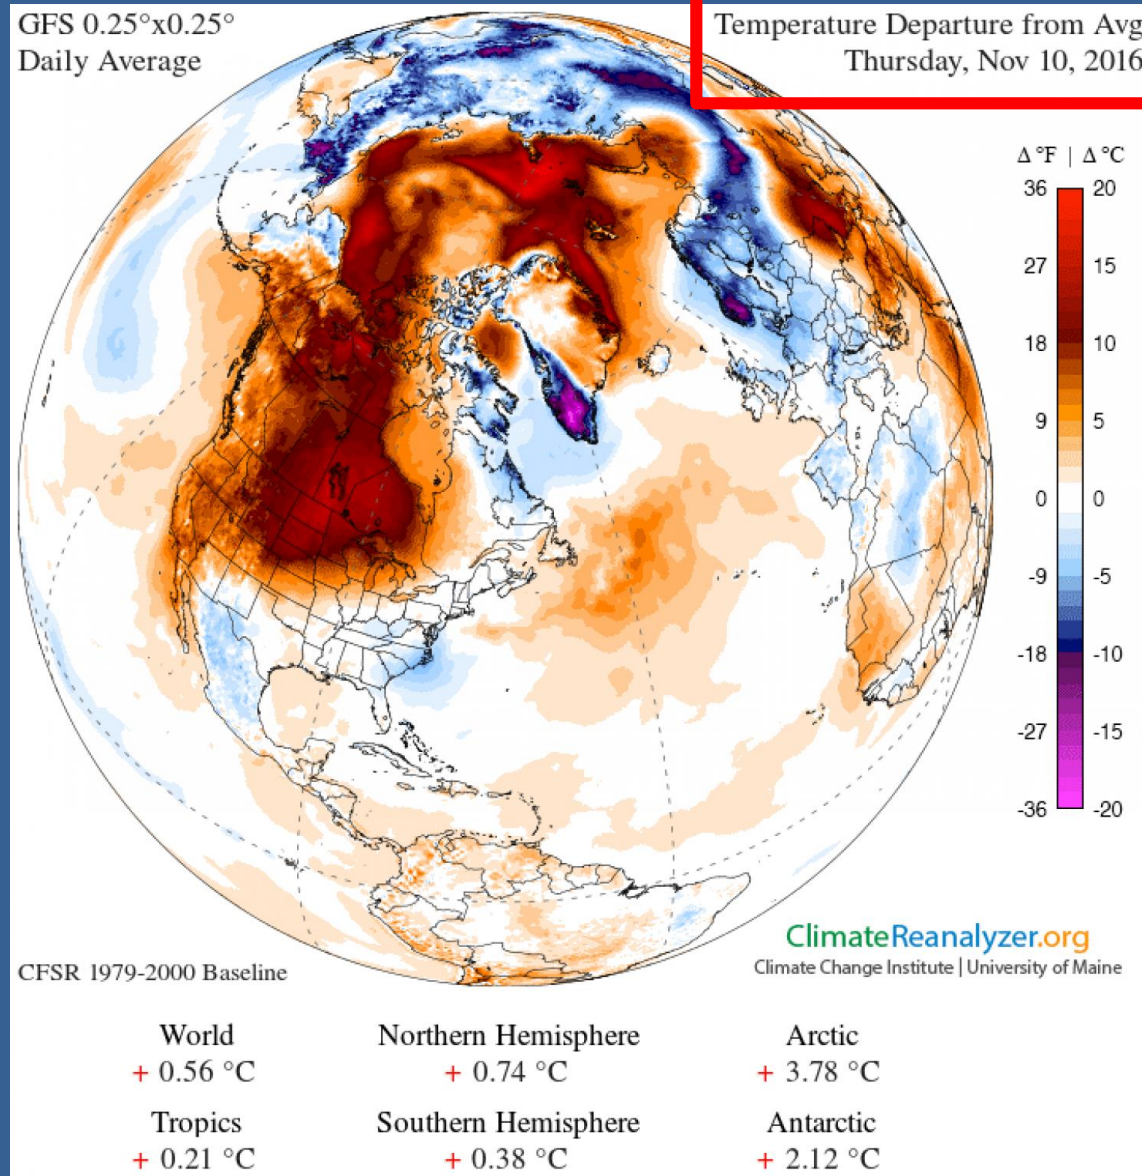 GFS 0.25°x0.25°
Daily Average
Temperature Departure from Avg
Thursday, Nov 10, 2016
Δ °F | Δ °C
36 20
27 15
18 10
9 5
0 0
-9 -5
-18 -10
-27 -15
-36 -20
ClimateReanalyzer.org
Climate Change Institute | University of Maine
CFSR 1979-2000 Baseline
World Northern Hemisphere Arctic
+ 0.56 °C + 0.74 °C + 3.78 °C
Tropics Southern Hemisphere Antarctic
+ 0.21 °C + 0.38 °C + 2.12 °C